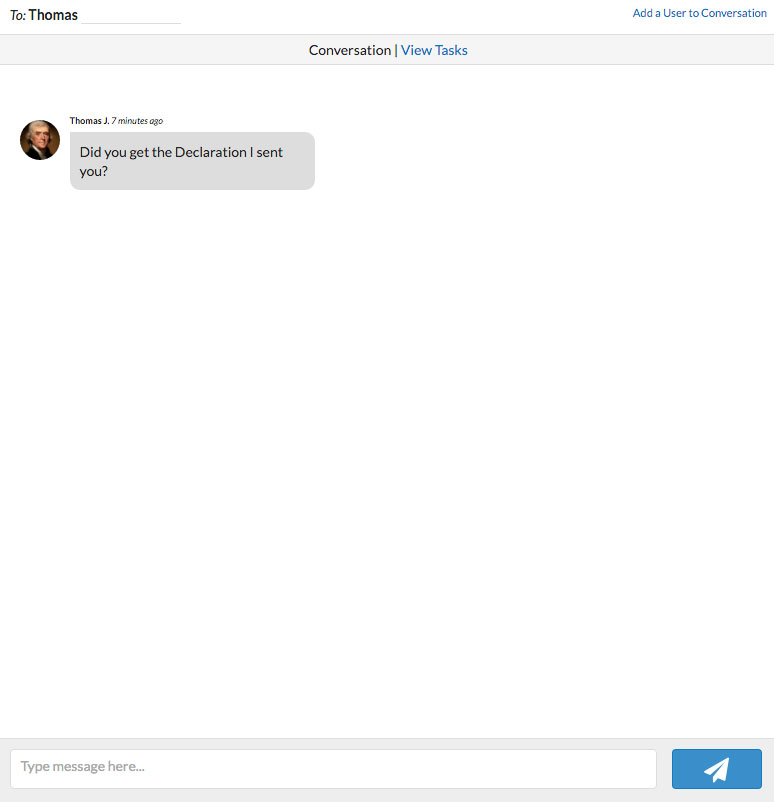 To: Thomas
Add a User to Conversation
Conversation | View Tasks
Thomas J. 7 minutes ago
Did you get the Declaration I sent
you?
Type message here...